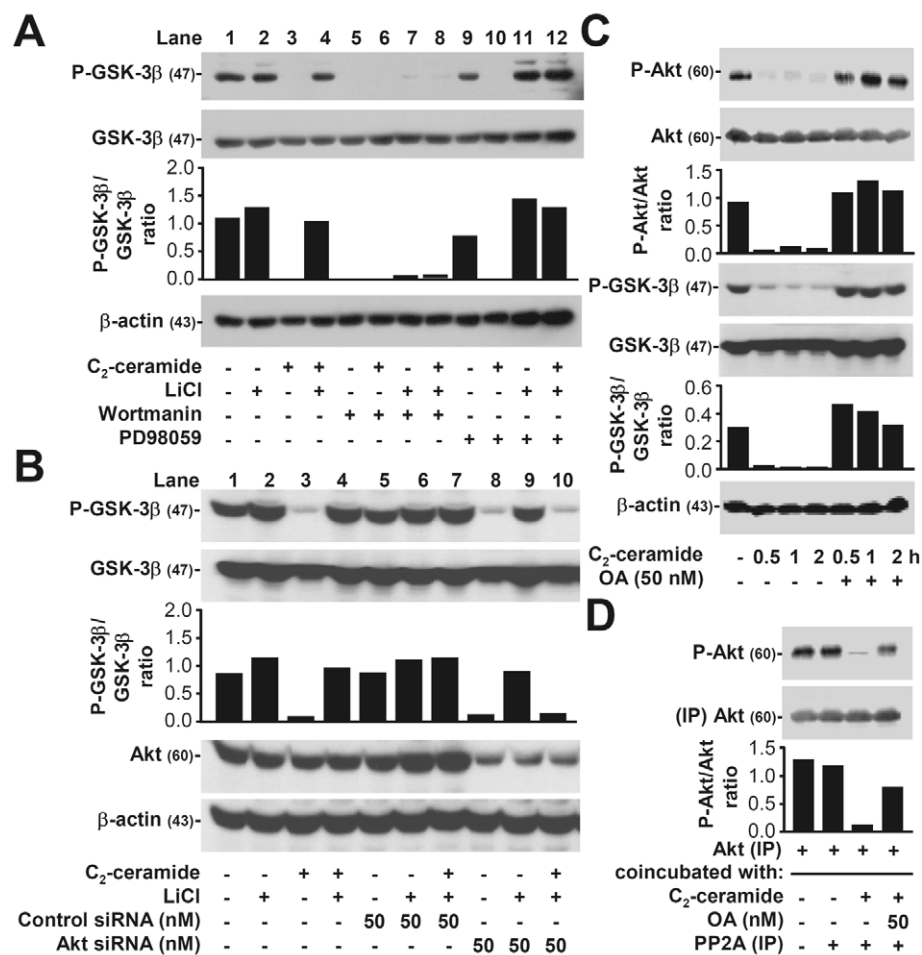 A
Lane 1 2 3 4 5 6 7 8 9 10 11 12
P-GSK-3β (47)-
GSK-3β (47)-
P-GSK-3β/
GSK-3β
ratio
2.0
1.5
1.0
0.5
0.0
β-actin (43)-
C2-ceramide - - + + - + - + - - - +
LiCl - + - + - - + + - - + +
Wortmanin - - - - + + + + - - - -
PD98059 - - - - - - - - + + + +
B
Lane 1 2 3 4 5 6 7 8 9 10
P-GSK-3β (47)-
GSK-3β (47)-
P-GSK-3β/
GSK-3β
ratio
2.0
1.5
1.0
0.5
0.0
Akt (60)-
β-actin (43)-
C2-ceramide - - + + - - + - - +
LiCl - + - + - + + - + +
Control siRNA (nM) - - - - 50 50 50 - - -
Akt siRNA (nM) - - - - - - - 50 50 50
C
P-Akt (60)-
Akt (60)-
P-Akt/Akt
ratio
1.5
1.0
0.5
0.0
P-GSK-3β (47)-
GSK-3β (47)-
P-GSK-3β/
GSK-3β
ratio
0.6
0.4
0.2
0.0
β-actin (43)-
C2-ceramide - 0.5 1 2 0.5 1 2 h
OA (50 nM) - - - - + + +
D
P-Akt (60)-
(IP) Akt (60)-
P-Akt/Akt
ratio
1.5
1.0
0.5
0.0
Akt (IP) + + + +
coincubated with:
C2-ceramide - - + +
OA (nM) - - - 50
PP2A (IP) - + + +